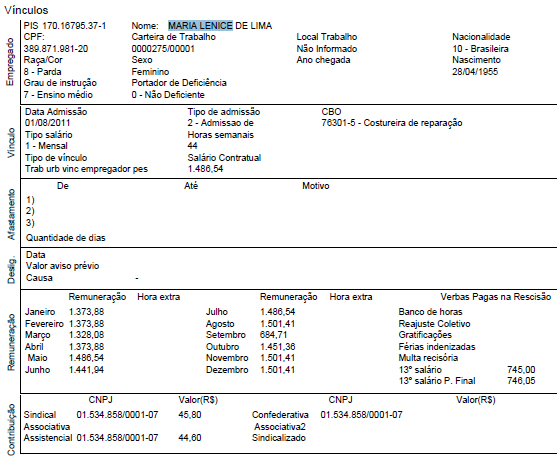 Vínculos
PIS 170.16795.37-1 Nome: MARIA LENICE DE LIMA
CPF: Carteira de Trabalho Local Trabalho Nacionalidade
389.871.981-20 0000275/00001 Não Informado 10 - Brasileira
Raça/Cor Sexo Ano chegada Nascimento
8 - Parda Feminino 28/04/1955
Grau de instrução Portador de Deficiência
7 - Ensino médio 0 - Não Deficiente
Empregado
Data Admissão Tipo de admissão CBO
01/08/2011 2 - Admissao de 76301-5 - Costureira de reparação
Tipo salário Horas semanais
1 - Mensal 44
Tipo de vínculo Salário Contratual
Trab urb vinc empregador pes 1.486,54
Vínculo
De Até Motivo
1)
2)
3)
Quantidade de dias
Afastamento
Data
Valor aviso prévio
Causa -
Deslig.
Remuneração Hora extra Remuneração Hora extra Verbas Pagas na Rescisão
Janeiro 1.373,88 Julho 1.486,54 Banco de horas
Fevereiro 1.373,88 Agosto 1.501,41 Reajuste Coletivo
Março 1.328,08 Setembro 684,71 Gratificações
Abril 1.373,88 Outubro 1.451,36 Férias indenizadas
Maio 1.486,54 Novembro 1.501,41 Multa recisória
Junho 1.441,94 Dezembro 1.501,41 13º salário 745,00
13º salário P. Final 746,05
Remuneração
CNPJ Valor(R$) CNPJ Valor(R$)
Sindical 01.534.858/0001-07 45,80 Confederativa 01.534.858/0001-07
Associativa Associativa2
Assistencial 01.534.858/0001-07 44,60 Sindicalizado
Contribuição